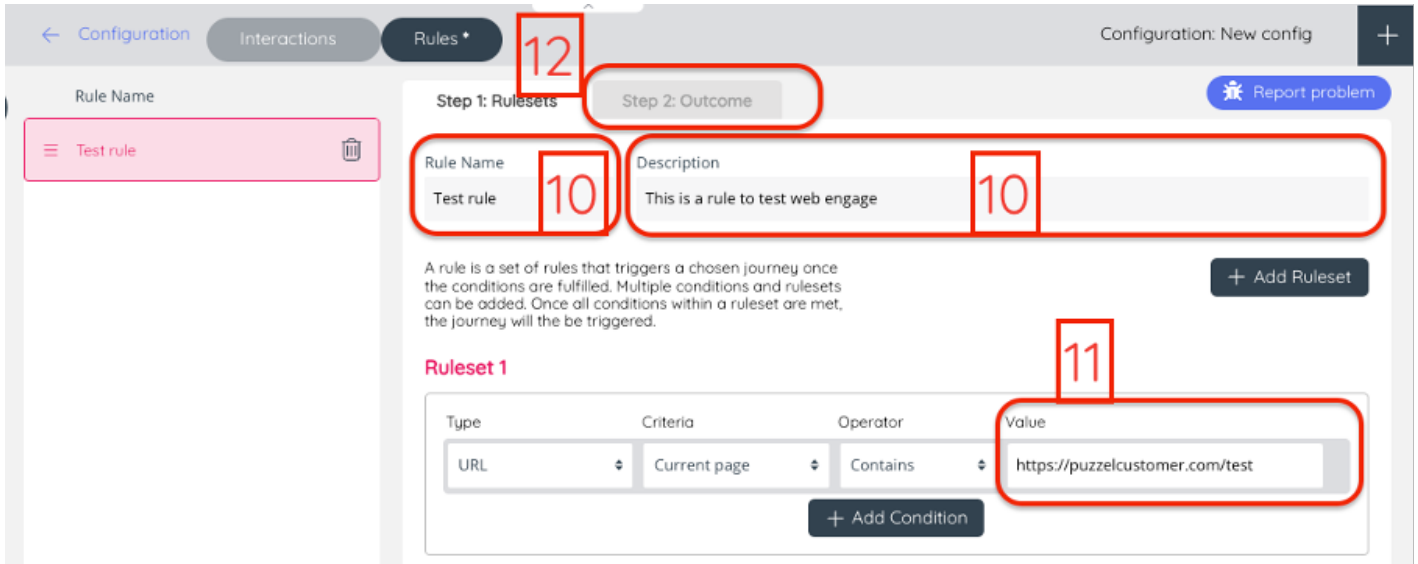 ← Configuration Interactions Rules * Configuration: New config +
12
Rule Name
Step 1: Rulesets Step 2: Outcome Report problem
Test rule
Rule Name Description
Test rule This is a rule to test web engage
10 10
A rule is a set of rules that triggers a chosen journey once
the conditions are fulfilled. Multiple conditions and rulesets
can be added. Once all conditions within a ruleset are met,
the journey will the be triggered.
+ Add Ruleset
11
Ruleset 1
Type Criteria Operator Value
URL Current page Contains https://puzzelcustomer.com/test
+ Add Condition